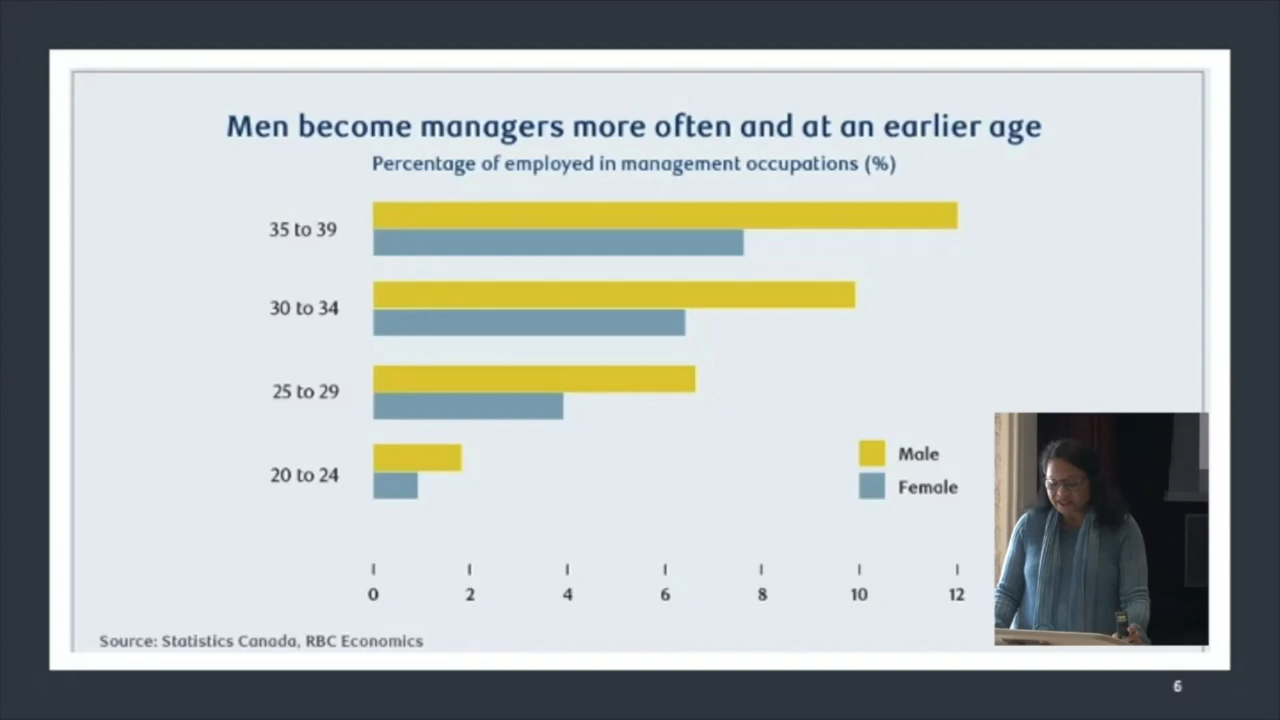 Men become managers more often and at an earlier age
Percentage of employed in management occupations (%)
35 to 39
30 to 34
25 to 29
20 to 24
Male
Female
0 2 4 6 8 10 12
Source: Statistics Canada, RBC Economics
6